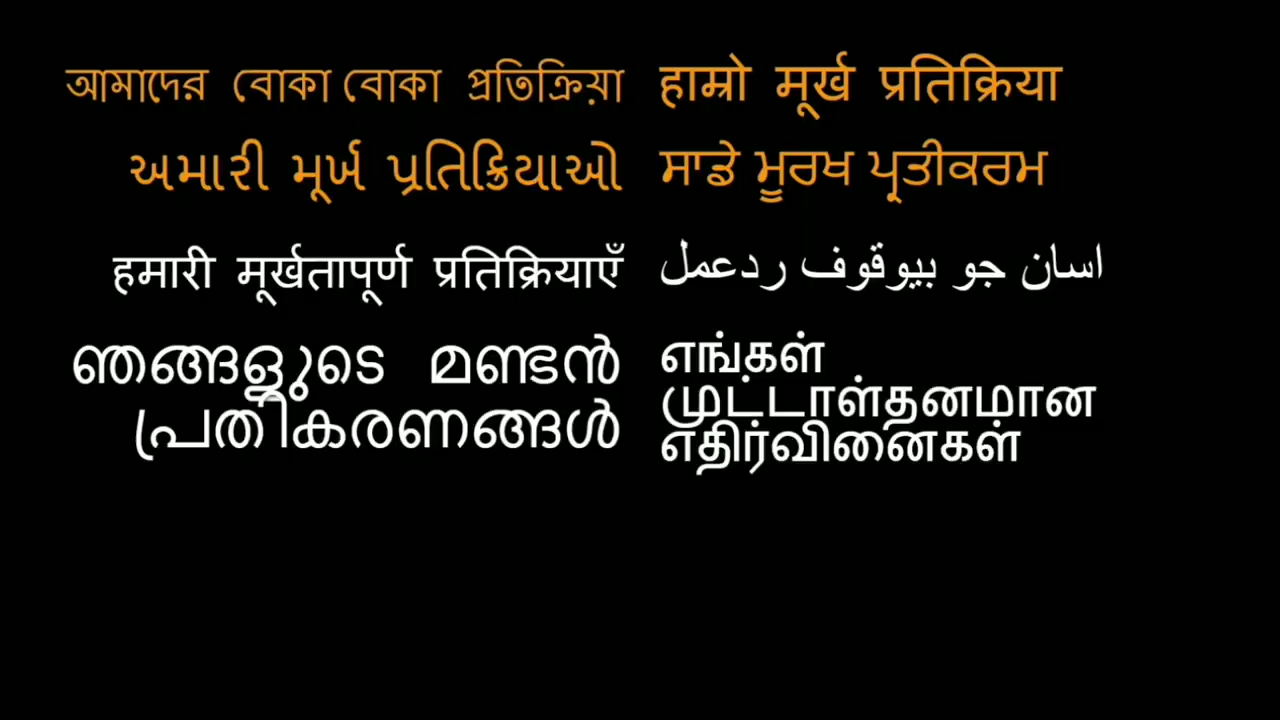 আমাদের বোকা বোকা প্রতিক্রিয়া
हाम्रो मूर्ख प्रतिक्रिया
અમારી મૂર્ખ પ્રતિક્રિયાઓ
ਸਾਡੇ ਮੂਰਖ ਪ੍ਰਤੀਕਰਮ
हमारी मूर्खतापूर्ण प्रतिक्रियाएँ
اسان جو بيوقوف ردعمل
ഞങ്ങളുടെ മണ്ടൻ
പ്രതികരണങ്ങൾ
எங்கள்
முட்டாள்தனமான
எதிர்வினைகள்